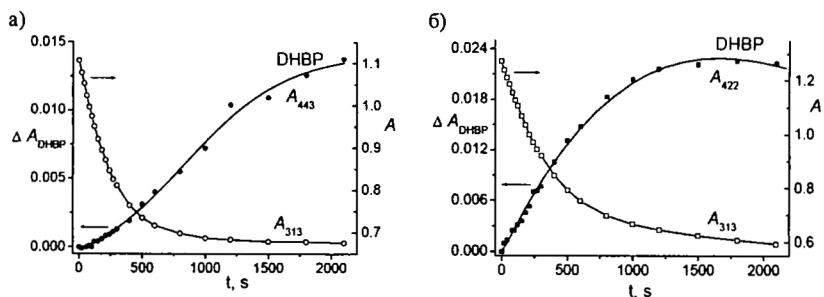 а)
0.015
0.010
0.005
0.000
Δ A_DHBP
DHBP
A_443
A_313
1.1
1.0
0.9
0.8
0.7
A
0
500
1000
1500
2000
t, s
б)
0.024
0.018
0.012
0.006
0.000
Δ A_DHBP
DHBP
A_422
A_313
1.2
1.0
0.8
0.6
A
0
500
1000
1500
2000
t, s